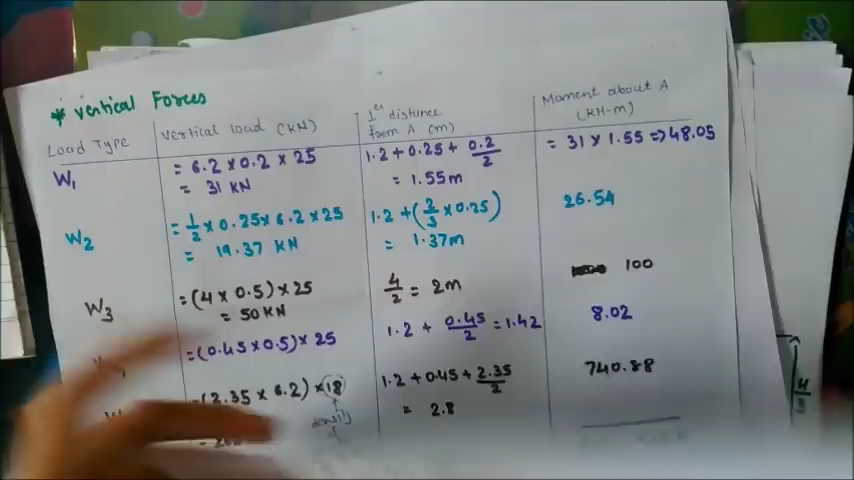 * Vertical Forces
Load Type
Vertical load (KN)
1er distance from A (m)
Moment about A (KN-m)
W1
= 6.2 x 0.2 x 25
= 31 KN
1.2 + 0.25 + 0.2/2
= 1.55m
= 31 x 1.55 => 48.05
W2
= 1/2 x 0.25 x 6.2 x 25
= 19.37 KN
1.2 + (2/3 x 0.25)
= 1.37m
26.54
W3
= (4 x 0.5) x 25
= 50 KN
4/2 = 2m
100
= (0.45 x 0.5) x 25
1.2 + 0.45/2 = 1.42
8.02
(2.35 x 6.2) x 18
1.2 + 0.45 + 2.35/2
= 2.8
740.88
density of